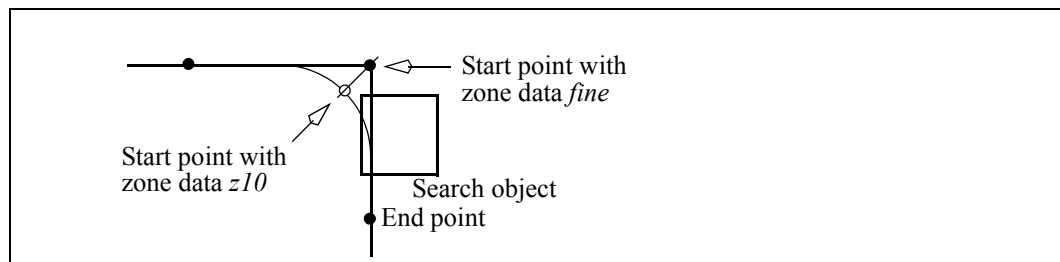 Start point with
zone data fine
Start point with
zone data z10
Search object
End point